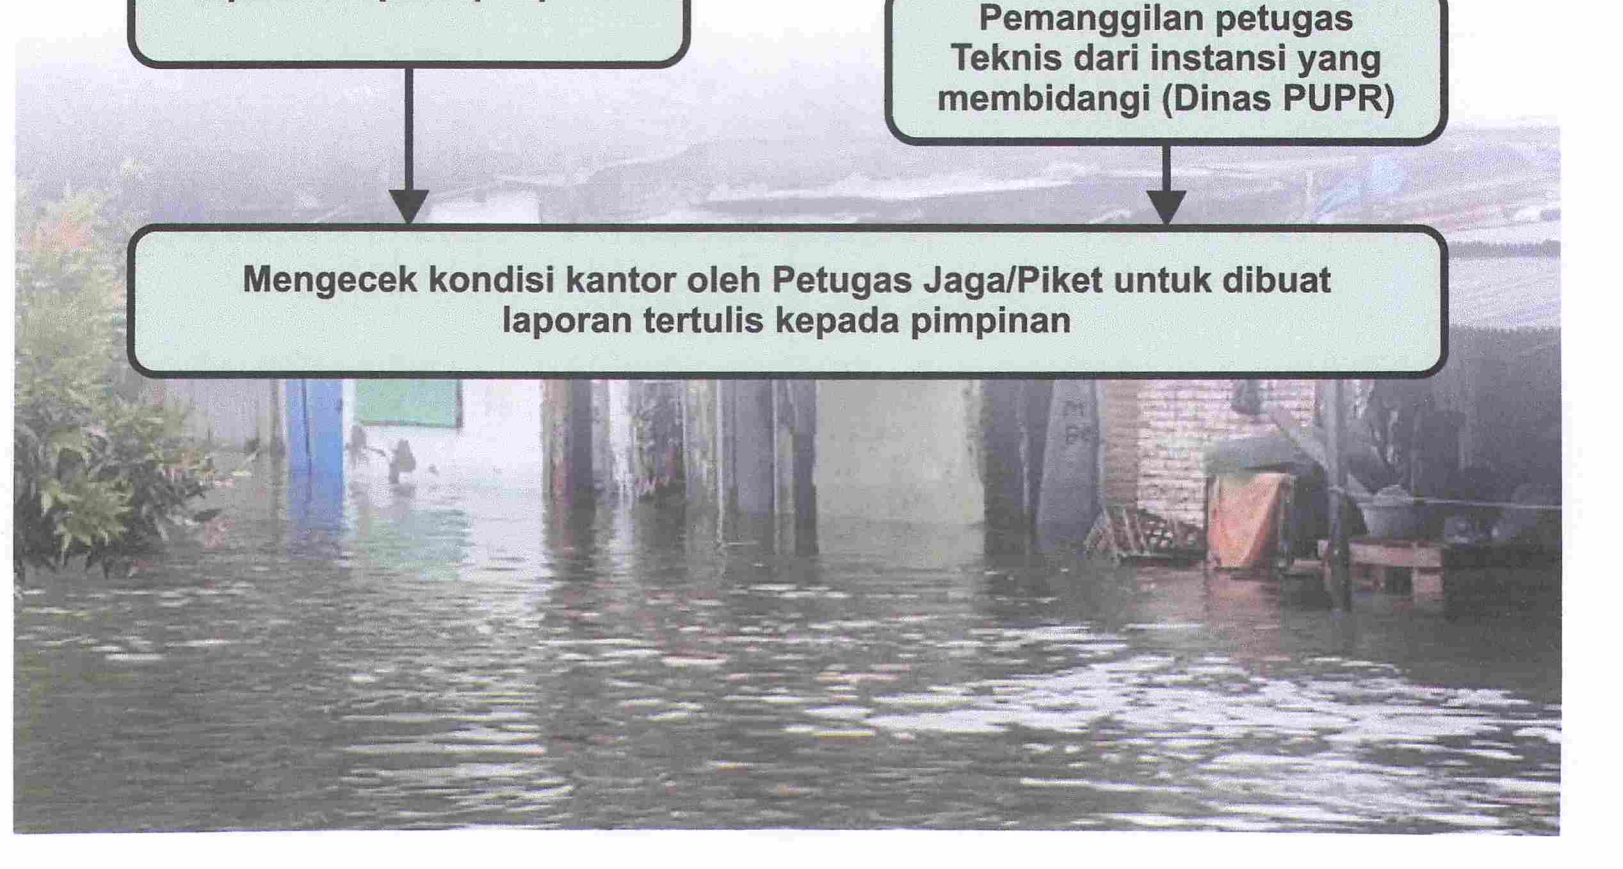 Pemanggilan petugas
Teknis dari instansi yang
membidangi (Dinas PUPR)
Mengecek kondisi kantor oleh Petugas Jaga/Piket untuk dibuat
laporan tertulis kepada pimpinan